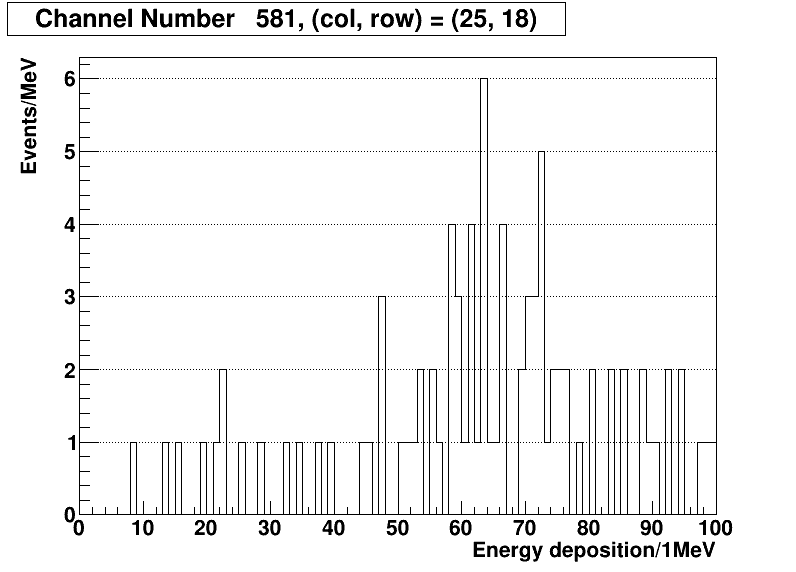 Channel Number 581, (col, row) = (25, 18)
Events/MeV
6
5
4
3
2
1
0
0 10 20 30 40 50 60 70 80 90 100
Energy deposition/1MeV